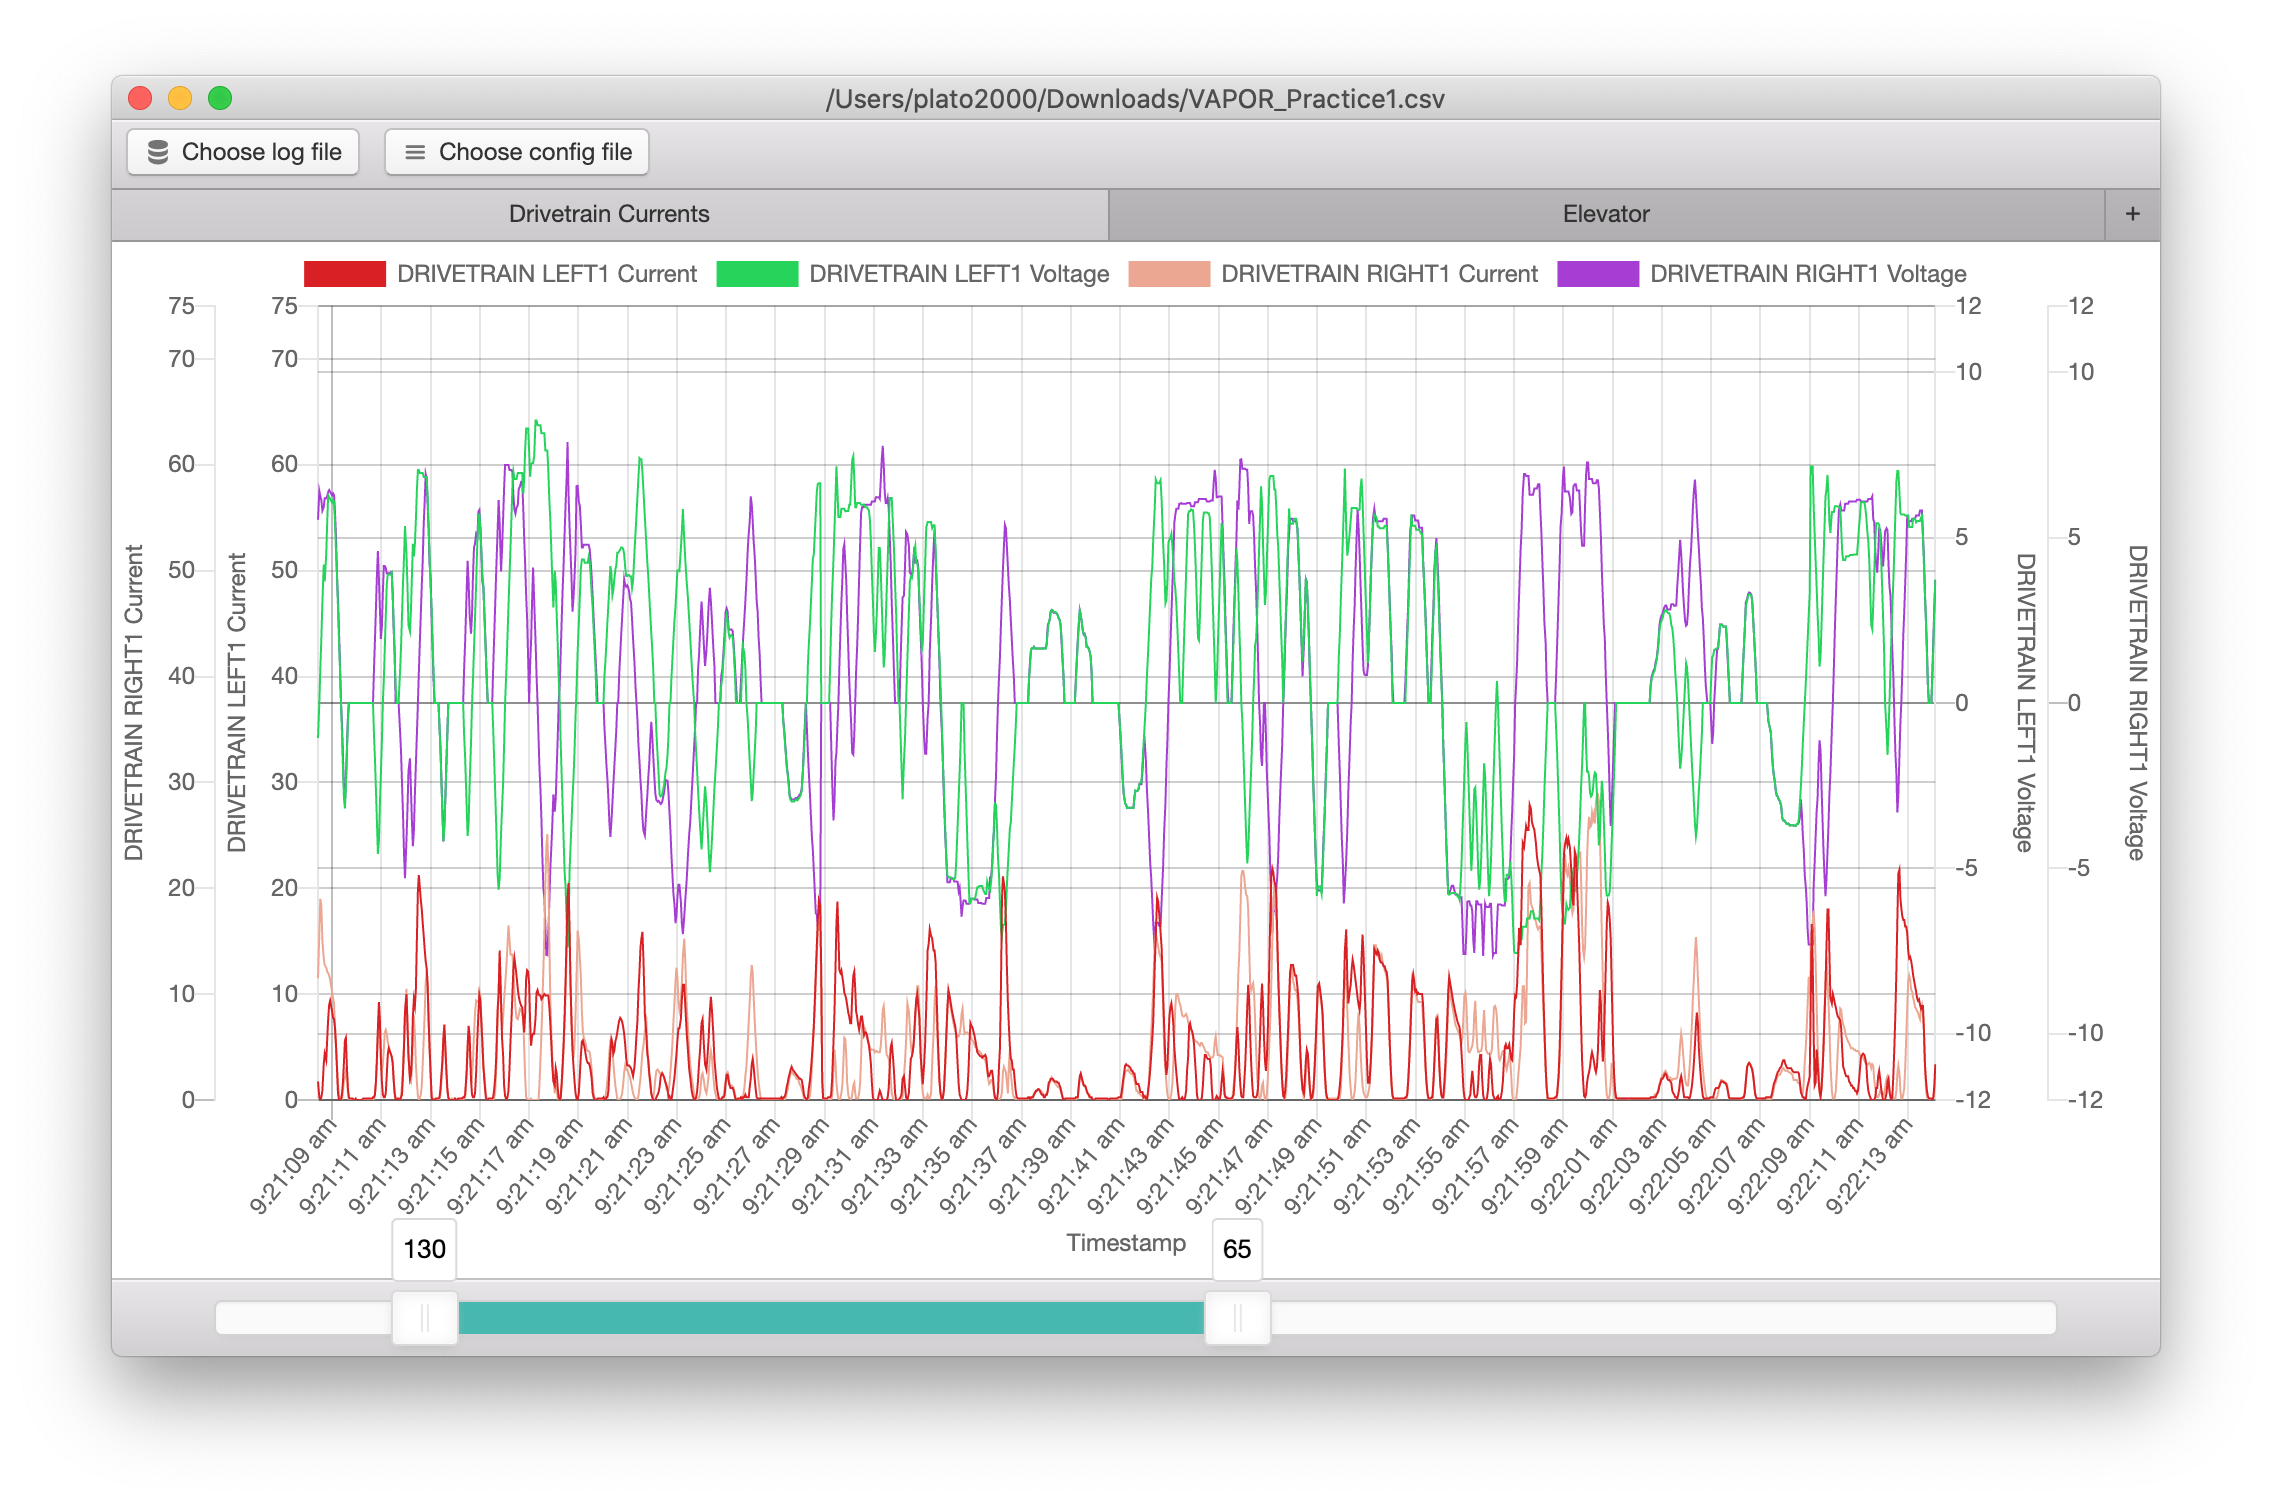 /Users/plato2000/Downloads/VAPOR_Practice1.csv
Choose log file
Choose config file
Drivetrain Currents
Elevator
+
DRIVETRAIN LEFT1 Current
DRIVETRAIN LEFT1 Voltage
DRIVETRAIN RIGHT1 Current
DRIVETRAIN RIGHT1 Voltage
DRIVETRAIN RIGHT1 Current
75
70
60
50
40
30
20
10
0
DRIVETRAIN LEFT1 Current
75
70
60
50
40
30
20
10
0
12
10
5
0
-5
-10
-12
DRIVETRAIN LEFT1 Voltage
12
10
5
0
-5
-10
-12
DRIVETRAIN RIGHT1 Voltage
9:21:09 am
9:21:11 am
9:21:13 am
9:21:15 am
9:21:17 am
9:21:19 am
9:21:21 am
9:21:23 am
9:21:25 am
9:21:27 am
9:21:29 am
9:21:31 am
9:21:33 am
9:21:35 am
9:21:37 am
9:21:39 am
9:21:41 am
9:21:43 am
9:21:45 am
9:21:47 am
9:21:49 am
9:21:51 am
9:21:53 am
9:21:55 am
9:21:57 am
9:21:59 am
9:22:01 am
9:22:03 am
9:22:05 am
9:22:07 am
9:22:09 am
9:22:11 am
9:22:13 am
Timestamp
130
65